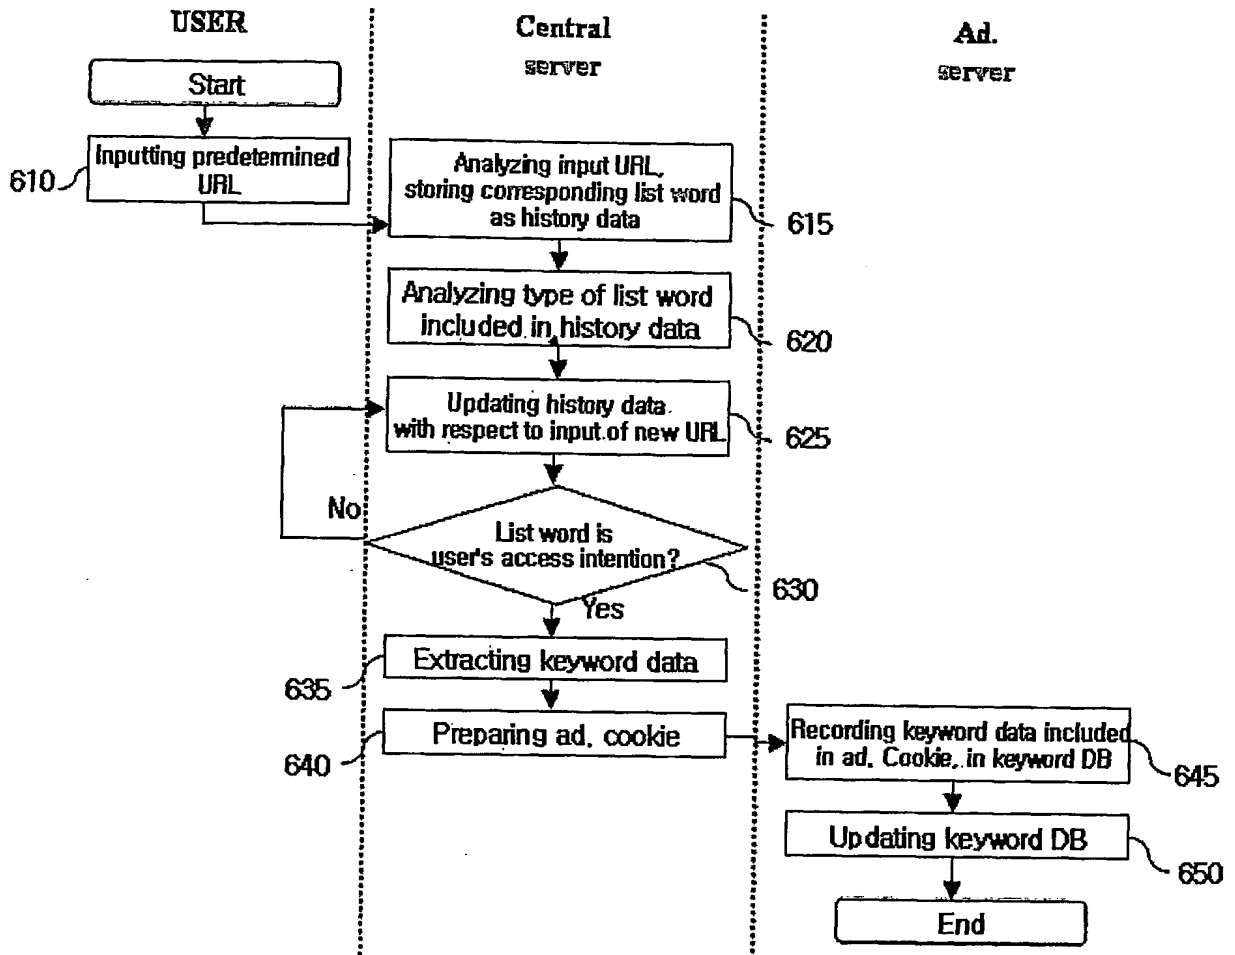 USER
Central
server
Ad.
server
Start
Inputting predetermined
URL
610
Analyzing input URL,
storing corresponding list word
as history data
615
Analyzing type of list word
included in history data
620
Updating history data
with respect to input of new URL
625
No
List word is
user's access intention?
630
Yes
Extracting keyword data
635
Preparing ad. cookie
640
Recording keyword data included
in ad. Cookie, in keyword DB
645
Updating keyword DB
650
End